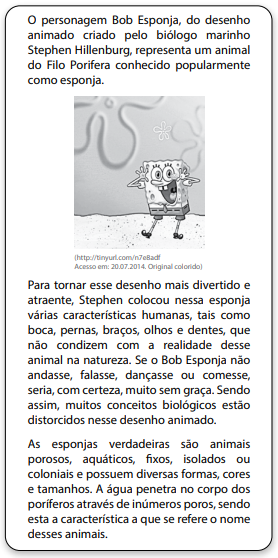 O personagem Bob Esponja, do desenho
animado criado pelo biólogo marinho
Stephen Hillenburg, representa um animal
do Filo Porifera conhecido popularmente
como esponja.
(http://tinyurl.com/n7e8adf
Acesso em: 20.07.2014. Original colorido)
Para tornar esse desenho mais divertido e
atraente, Stephen colocou nessa esponja
várias características humanas, tais como
boca, pernas, braços, olhos e dentes, que
não condizem com a realidade desse
animal na natureza. Se o Bob Esponja não
andasse, falasse, dançasse ou comesse,
seria, com certeza, muito sem graça. Sendo
assim, muitos conceitos biológicos estão
distorcidos nesse desenho animado.
As esponjas verdadeiras são animais
porosos, aquáticos, fixos, isolados ou
coloniais e possuem diversas formas, cores
e tamanhos. A água penetra no corpo dos
poríferos através de inúmeros poros, sendo
esta a característica a que se refere o nome
desses animais.